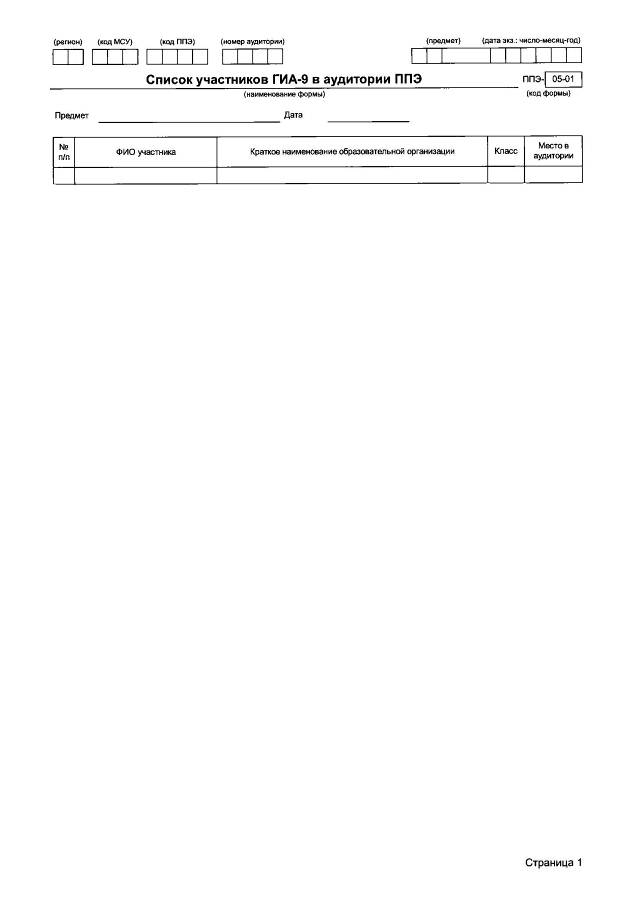 (регион) (код МСУ) (код ППЭ) (номер аудитории) (предмет) (дата экз.: число-месяц-год)
Список участников ГИА-9 в аудитории ППЭ ППЭ- 05-01
(наименование формы) (код формы)
Предмет Дата
№ п/п ФИО участника Краткое наименование образовательной организации Класс Место в аудитории
Страница 1